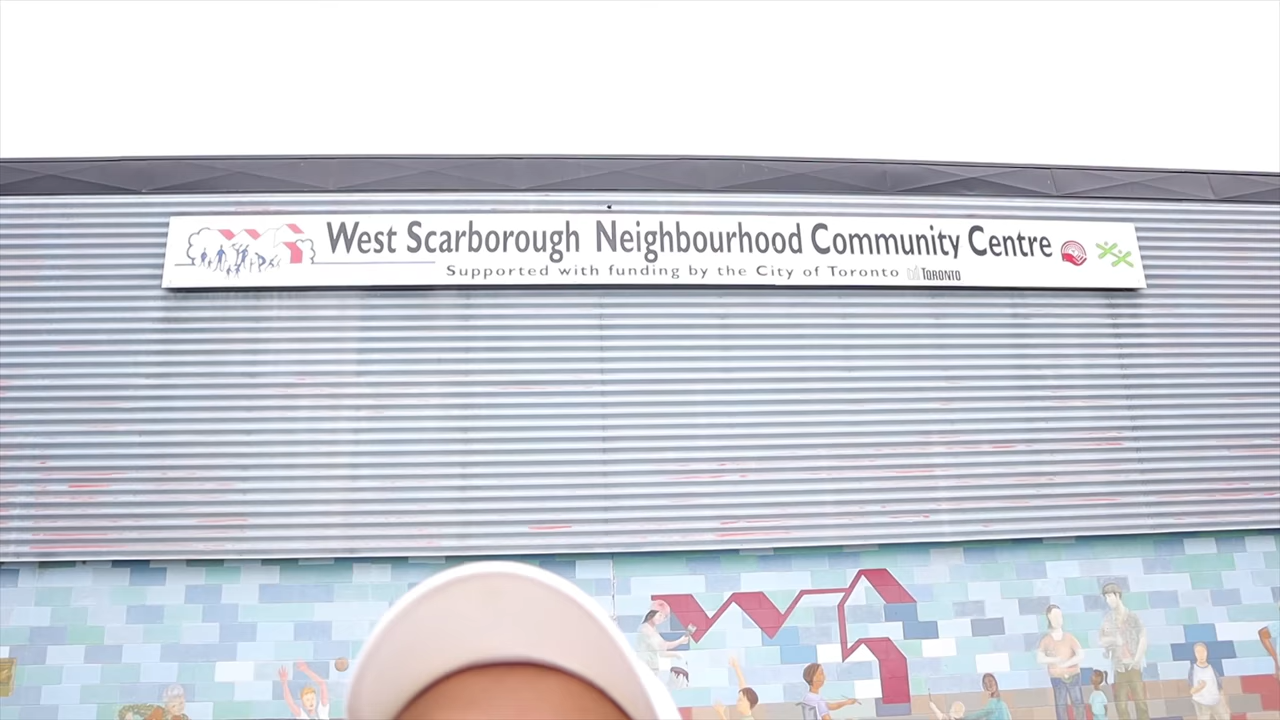 West Scarborough Neighbourhood Community Centre
Supported with funding by the City of Toronto TORONTO